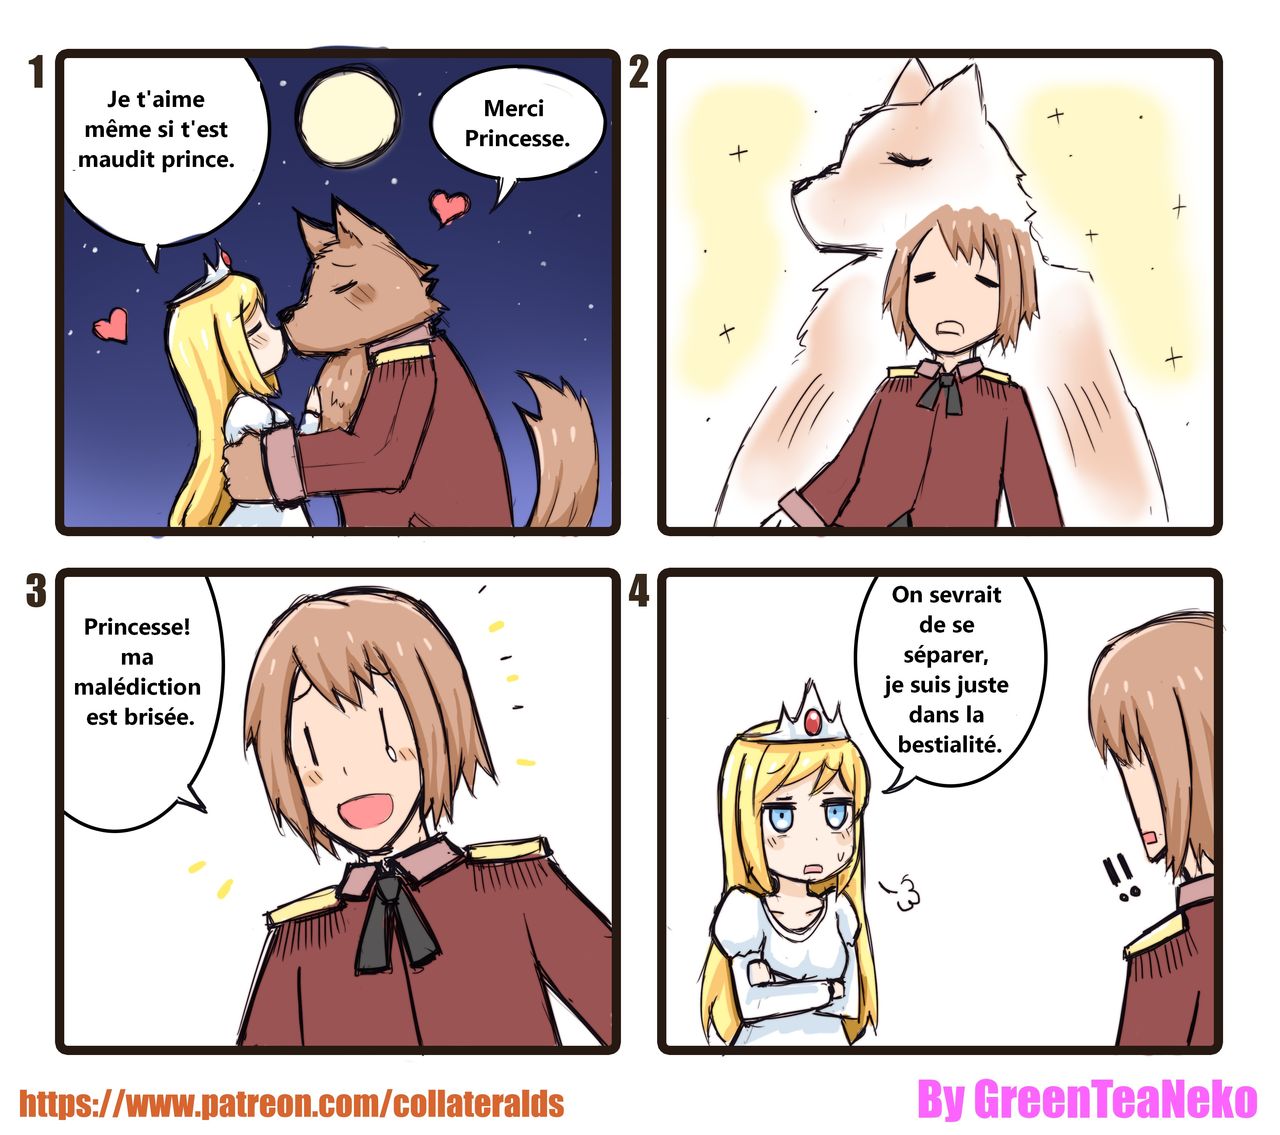 1
Je t'aime
même si t'est
maudit prince.
Merci
Princesse.
2
3
Princesse!
ma
malédiction
est brisée.
4
On sevrait
de se
séparer,
je suis juste
dans la
bestialité.
!!
https://www.patreon.com/collateralds
By GreenTeaNeko